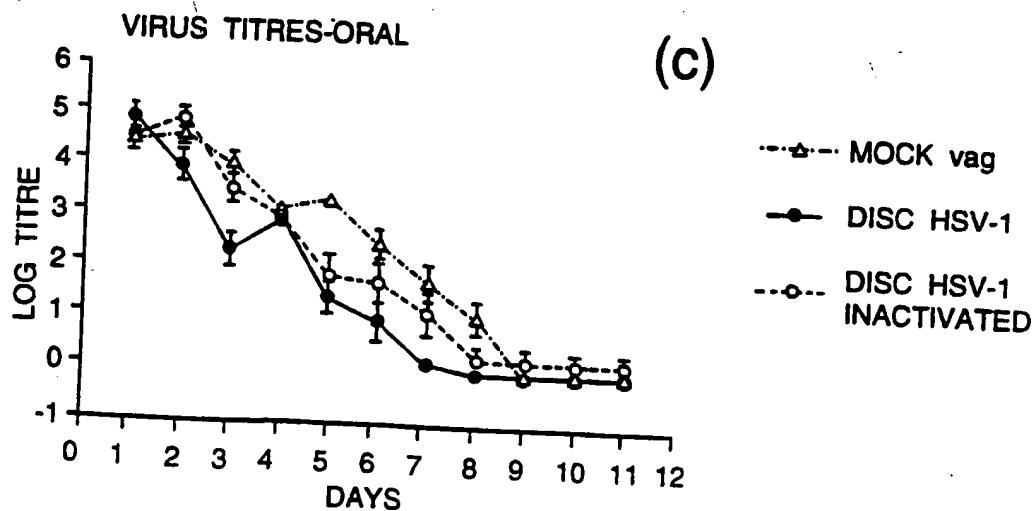 VIRUS TITRES-ORAL
(c)
6
5
4
3
2
1
0
-1
LOG TITRE
0 1 2 3 4 5 6 7 8 9 10 11 12
DAYS
MOCK vag
DISC HSV-1
DISC HSV-1
INACTIVATED